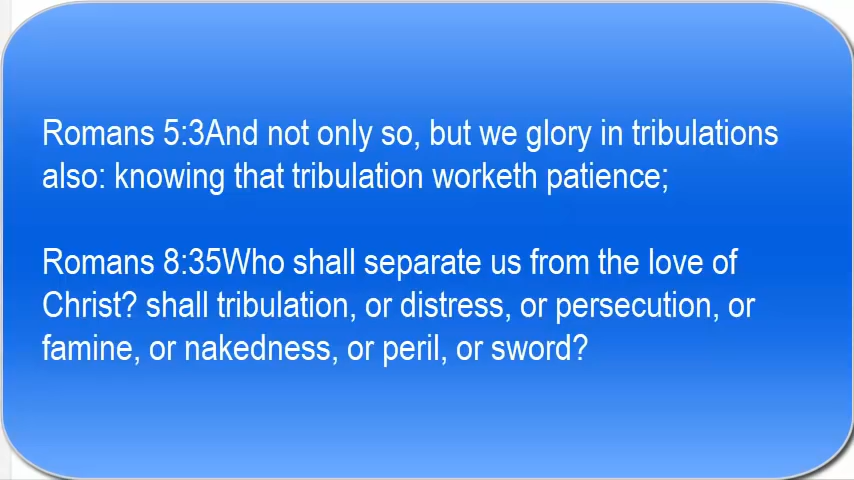 Romans 5:3And not only so, but we glory in tribulations
also: knowing that tribulation worketh patience;
Romans 8:35Who shall separate us from the love of
Christ? shall tribulation, or distress, or persecution, or
famine, or nakedness, or peril, or sword?